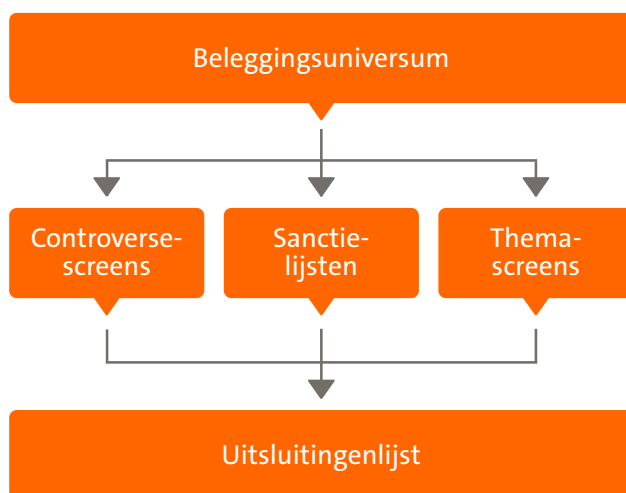 Beleggingsuniversum
Controverse-
screens
Sanctie-
lijsten
Thema-
screens
Uitsluitingenlijst